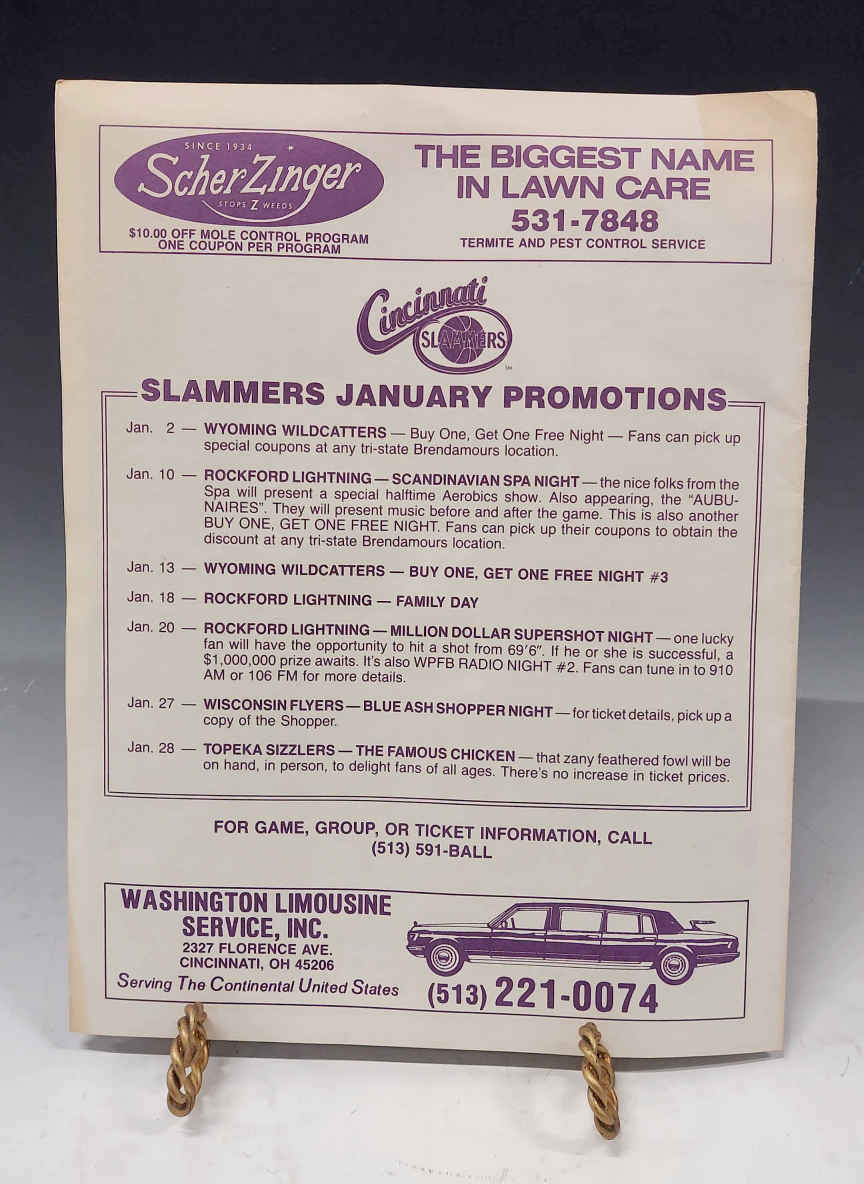 SINCE 1934
ScherZinger
STOPS Z WEEDS
$10.00 OFF MOLE CONTROL PROGRAM
ONE COUPON PER PROGRAM
THE BIGGEST NAME
IN LAWN CARE
531-7848
TERMITE AND PEST CONTROL SERVICE
Cincinnati
SLAMMERS
SLAMMERS JANUARY PROMOTIONS
Jan. 2 — WYOMING WILDCATTERS — Buy One, Get One Free Night — Fans can pick up
special coupons at any tri-state Brendamours location.
Jan. 10 — ROCKFORD LIGHTNING — SCANDINAVIAN SPA NIGHT — the nice folks from the
Spa will present a special halftime Aerobics show. Also appearing, the “AUBU-
NAIRES”. They will present music before and after the game. This is also another
BUY ONE, GET ONE FREE NIGHT. Fans can pick up their coupons to obtain the
discount at any tri-state Brendamours location.
Jan. 13 — WYOMING WILDCATTERS — BUY ONE, GET ONE FREE NIGHT #3
Jan. 18 — ROCKFORD LIGHTNING — FAMILY DAY
Jan. 20 — ROCKFORD LIGHTNING — MILLION DOLLAR SUPERSHOT NIGHT — one lucky
fan will have the opportunity to hit a shot from 69′6″. If he or she is successful, a
$1,000,000 prize awaits. It's also WPFB RADIO NIGHT #2. Fans can tune in to 910
AM or 106 FM for more details.
Jan. 27 — WISCONSIN FLYERS — BLUE ASH SHOPPER NIGHT — for ticket details, pick up a
copy of the Shopper.
Jan. 28 — TOPEKA SIZZLERS — THE FAMOUS CHICKEN — that zany feathered fowl will be
on hand, in person, to delight fans of all ages. There's no increase in ticket prices.
FOR GAME, GROUP, OR TICKET INFORMATION, CALL
(513) 591-BALL
WASHINGTON LIMOUSINE
SERVICE, INC.
2327 FLORENCE AVE.
CINCINNATI, OH 45206
Serving The Continental United States
(513) 221-0074